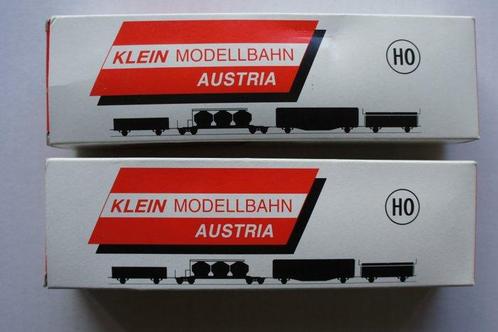 KLEIN MODELLBAHN
AUSTRIA
HO
KLEIN MODELLBAHN
AUSTRIA
HO